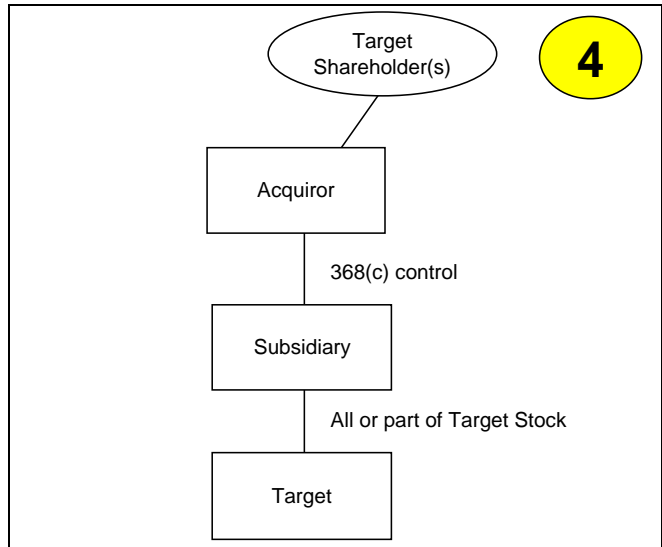 Target
Shareholder(s)
4
Acquiror
368(c) control
Subsidiary
All or part of Target Stock
Target